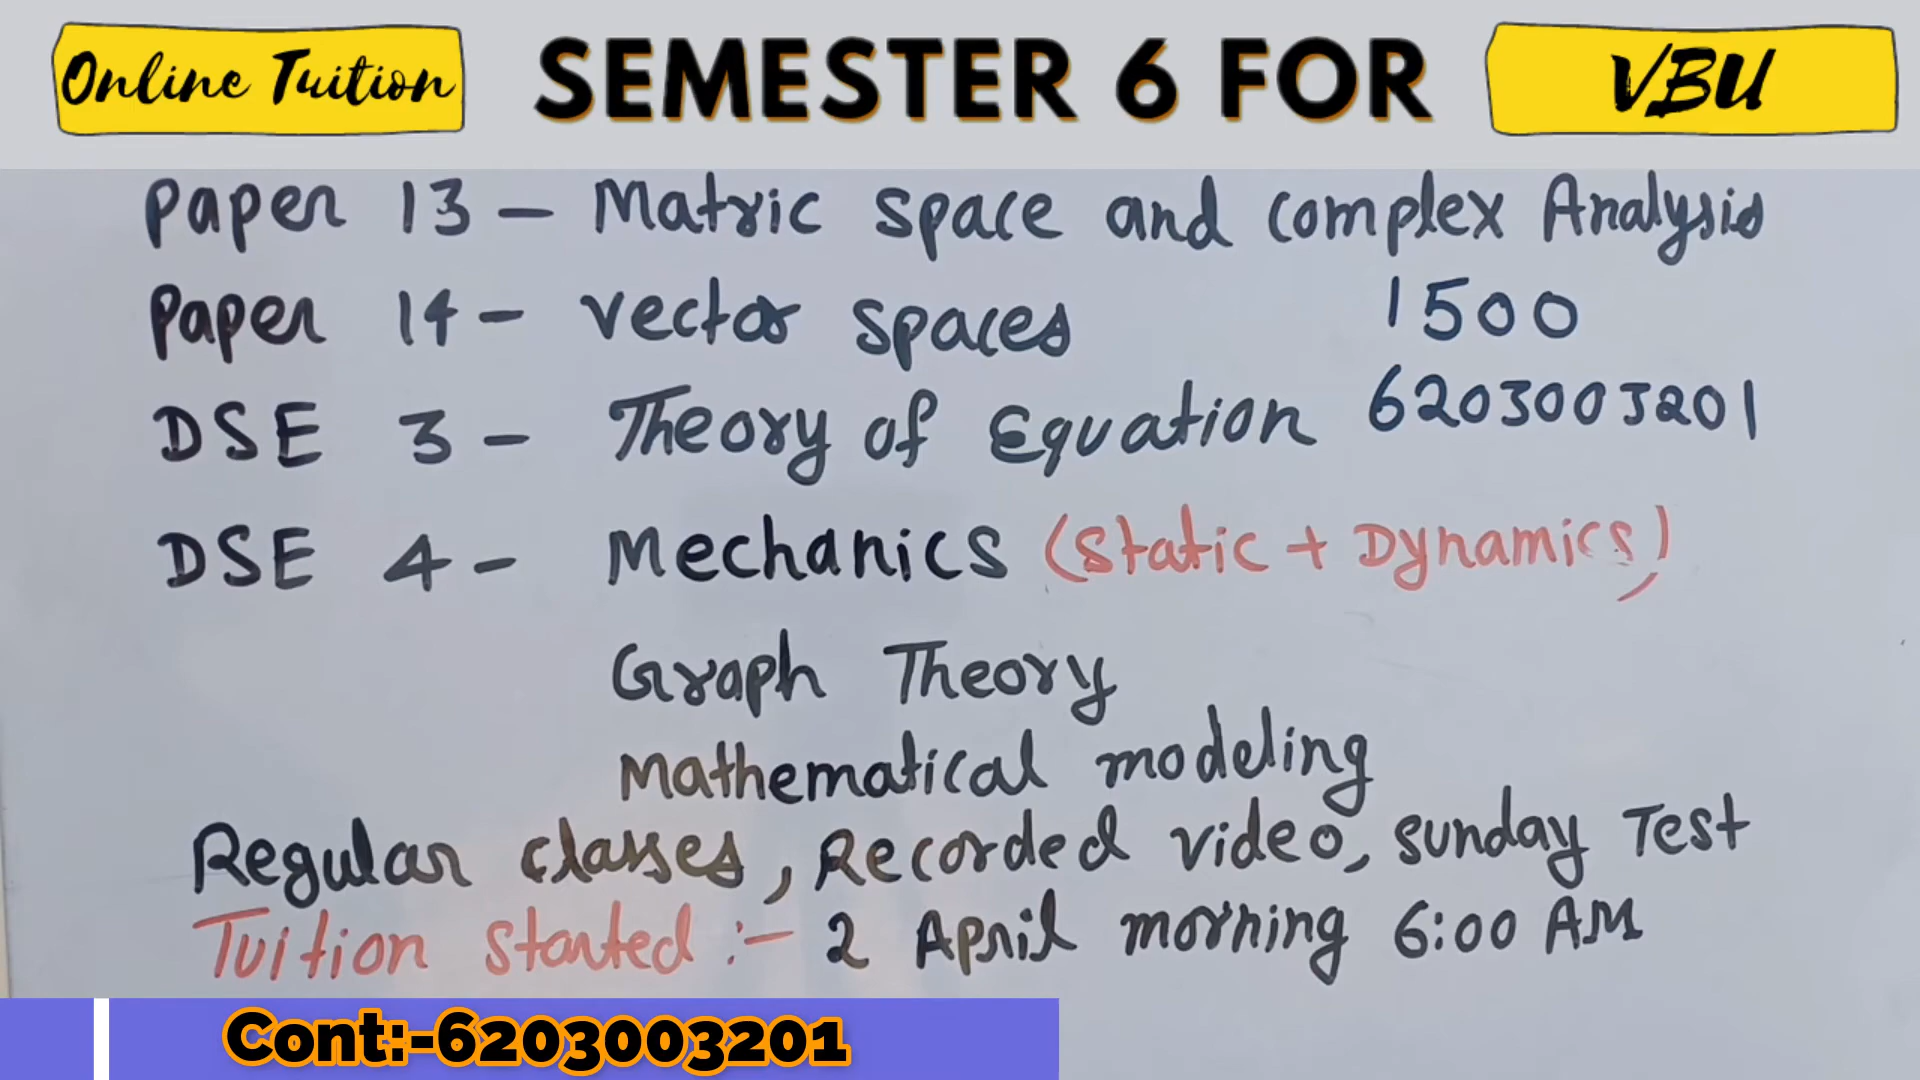 Online Tuition SEMESTER 6 FOR VBU
Paper 13 - Matric space and complex Analysis
Paper 14 - vector spaces 1500
DSE 3 - Theory of Equation 6203003201
DSE 4 - Mechanics (Static + Dynamics)
Graph Theory
Mathematical modeling
Regular classes, Recorded video, sunday Test
Tuition started :- 2 April morning 6:00 AM
Cont:-6203003201